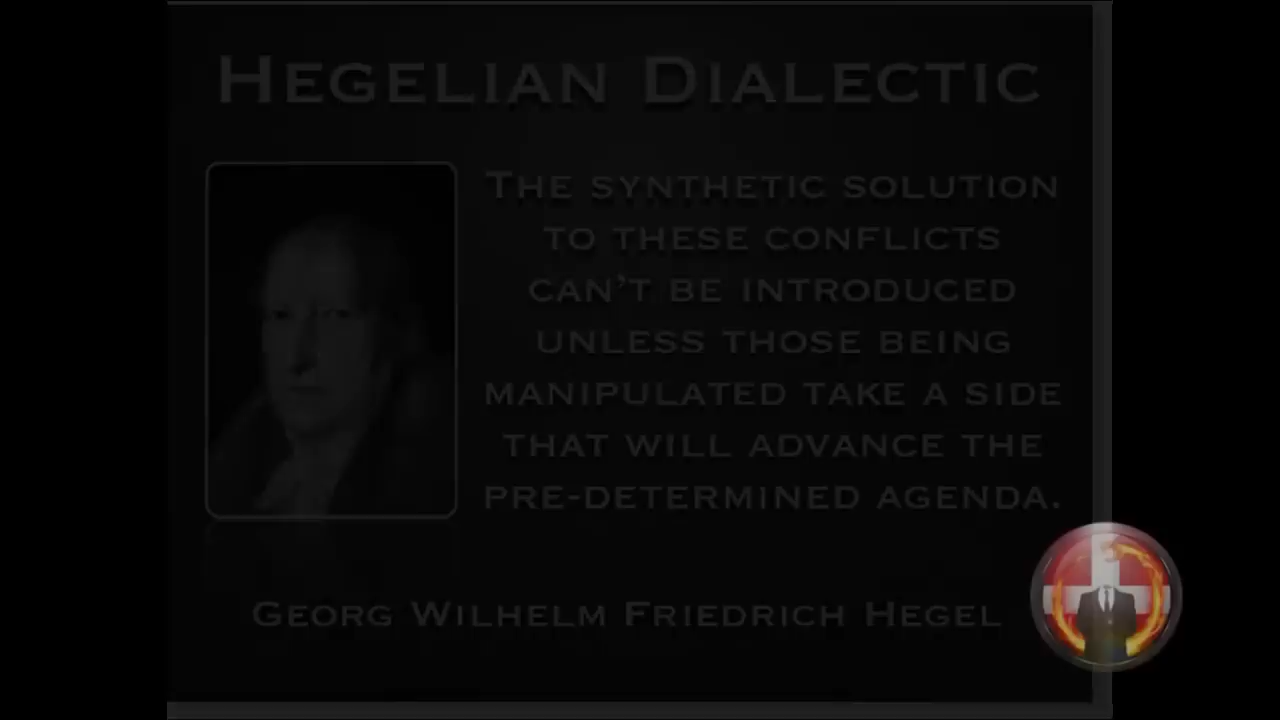 HEGELIAN DIALECTIC
THE SYNTHETIC SOLUTION
TO THESE CONFLICTS
CAN'T BE INTRODUCED
UNLESS THOSE BEING
MANIPULATED TAKE A SIDE
THAT WILL ADVANCE THE
PRE-DETERMINED AGENDA.
GEORG WILHELM FRIEDRICH HEGEL